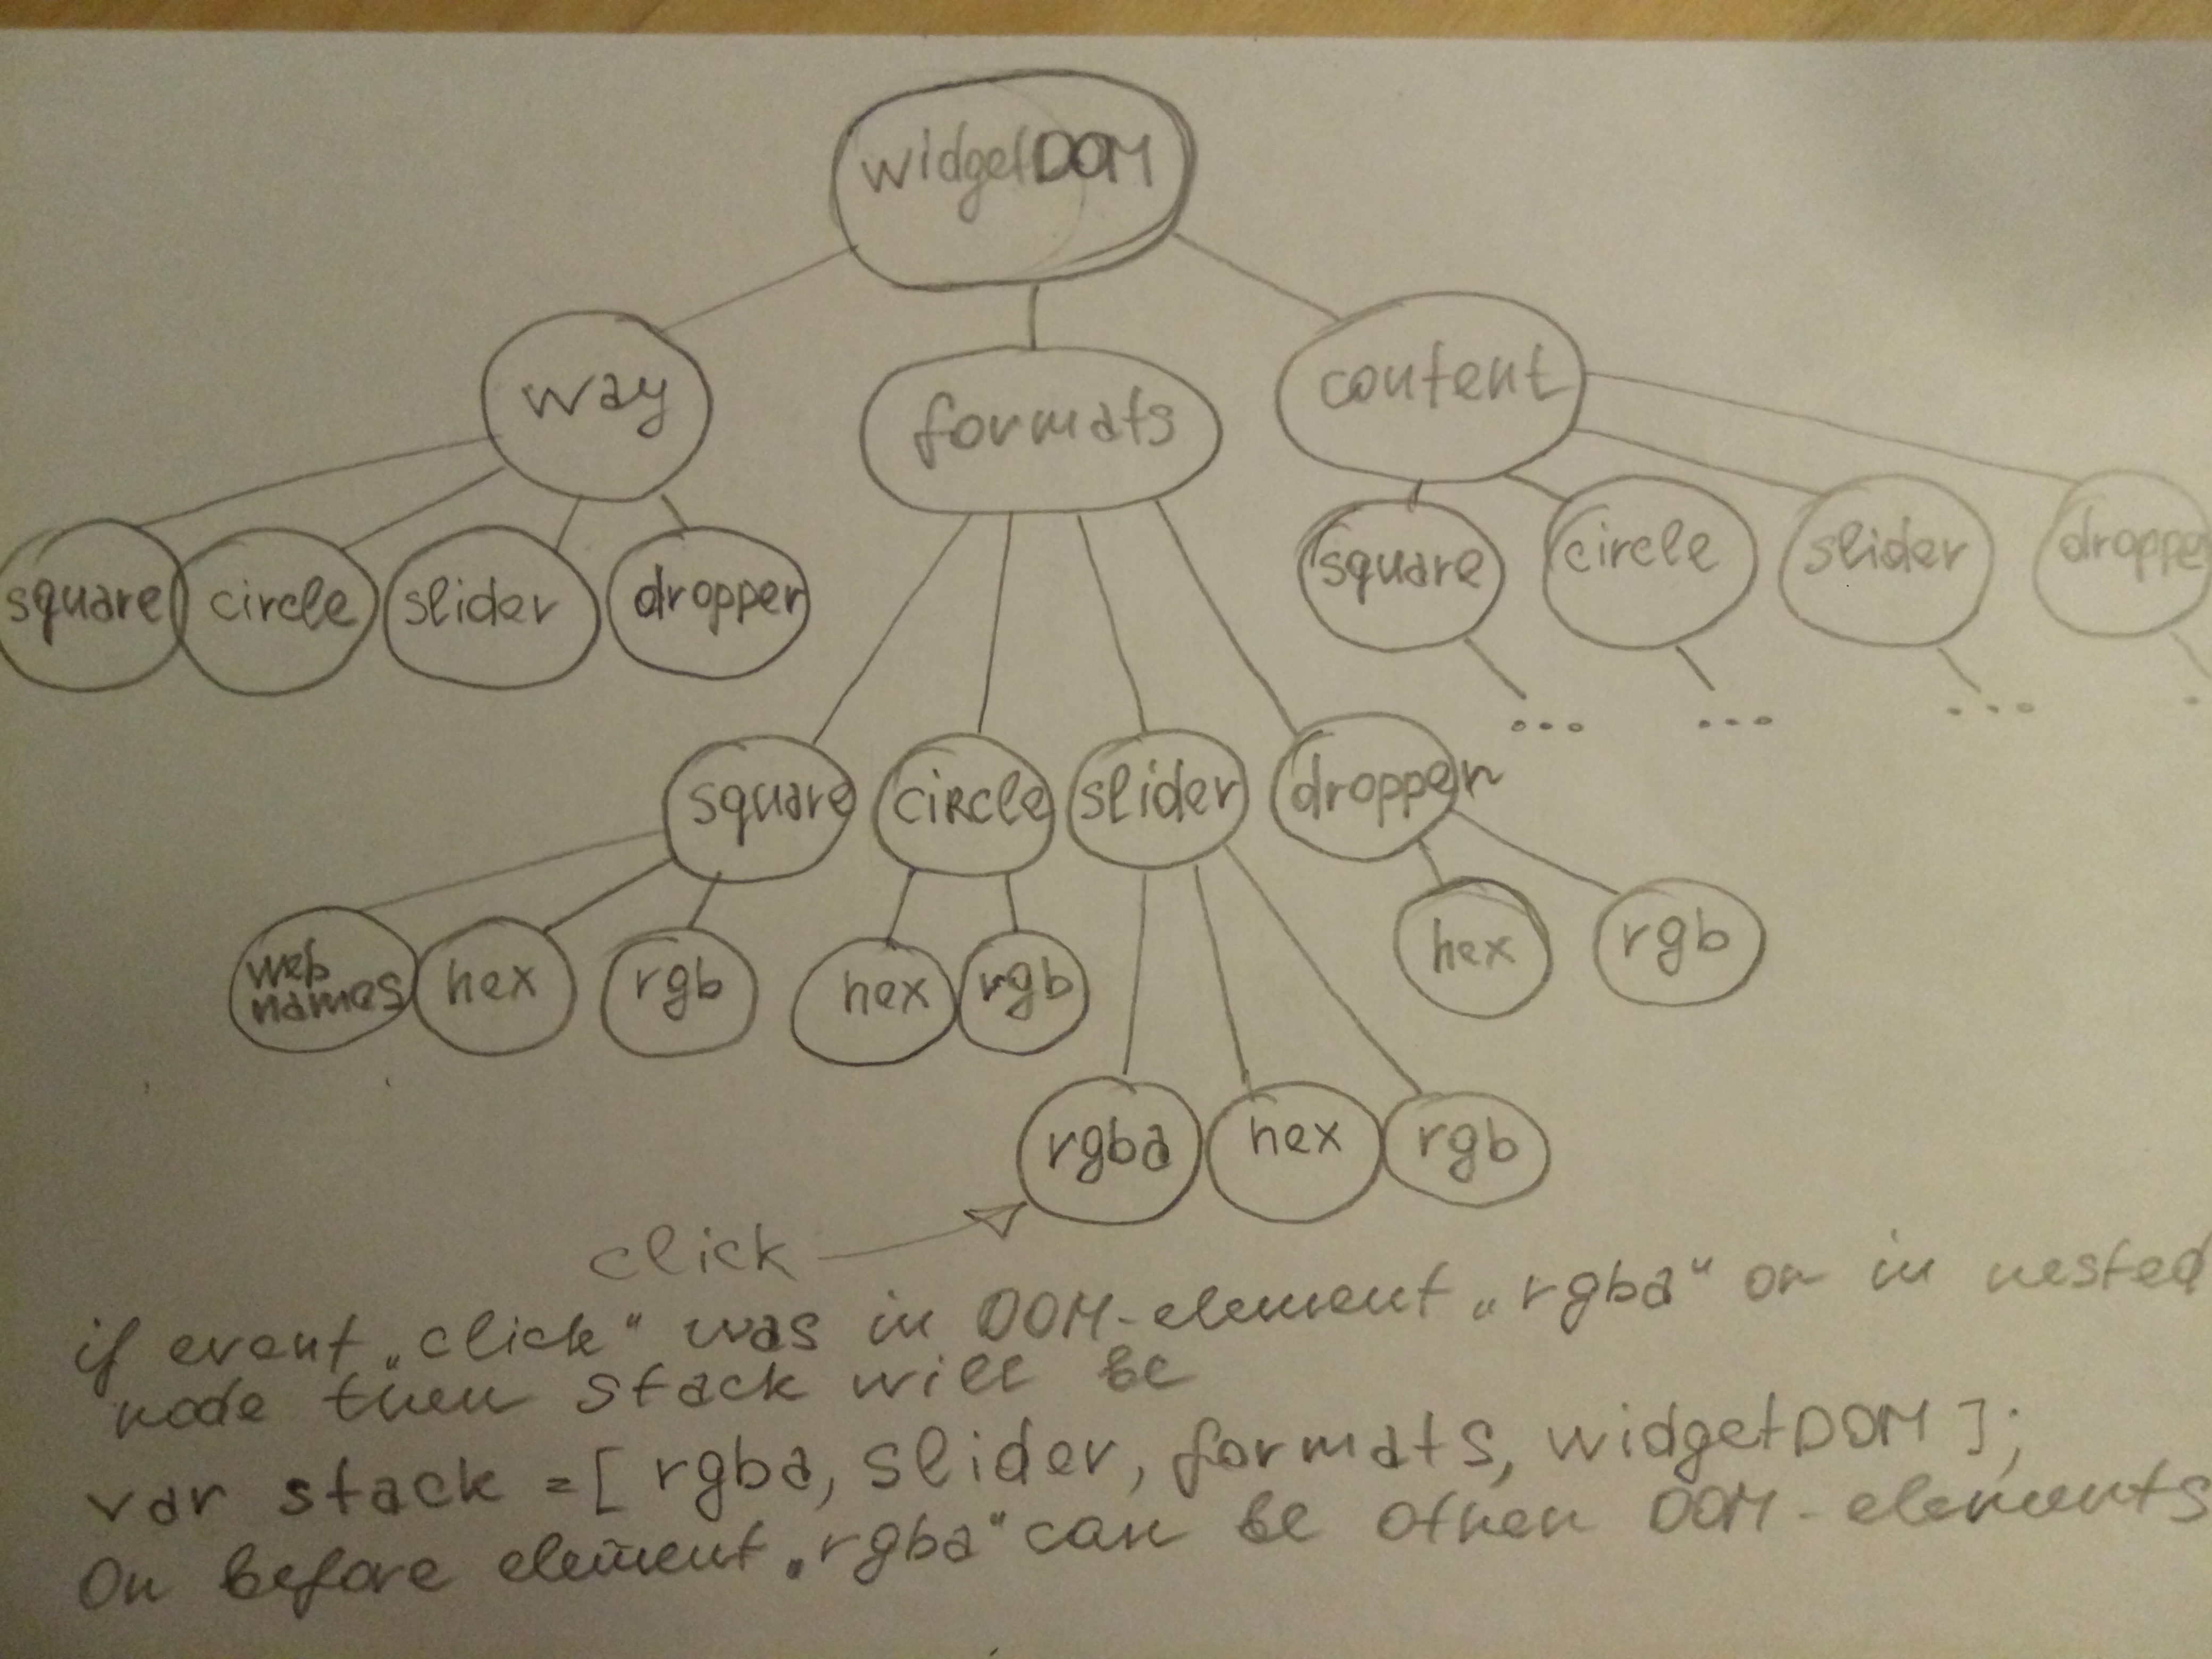 widgetDOM
way
formats
content
square circle slider dropper
square circle slider droppe
... ... ...
square ciRcle slider dropper
web
names
hex rgb hex rgb
hex rgb
rgba hex rgb
click
if event „click“ was in DOM-element „rgba“ or in nested
node then stack will be
var stack =[ rgba, slider, formats, widgetDOM ];
Or before element „rgba“ can be other DOM-elements